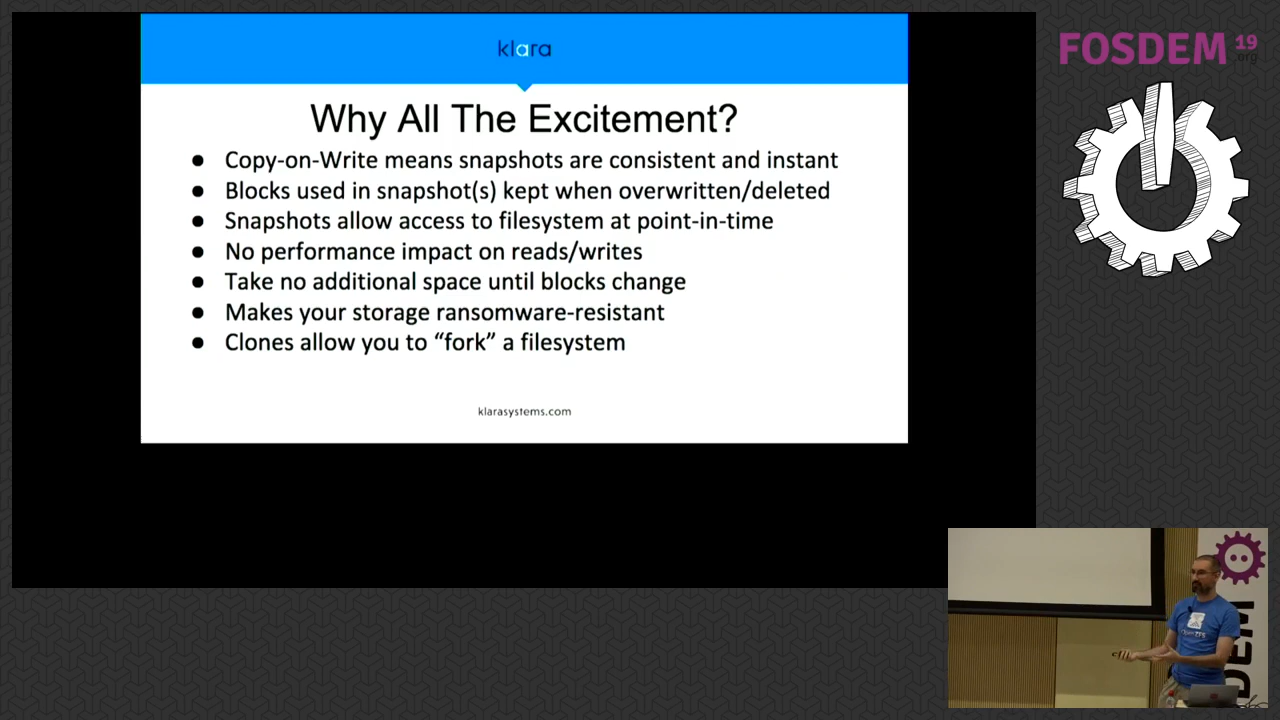 klara
Why All The Excitement?
● Copy-on-Write means snapshots are consistent and instant
● Blocks used in snapshot(s) kept when overwritten/deleted
● Snapshots allow access to filesystem at point-in-time
● No performance impact on reads/writes
● Take no additional space until blocks change
● Makes your storage ransomware-resistant
● Clones allow you to “fork” a filesystem
klarasystems.com
FOSDEM 19
.org
ZFS
DEM